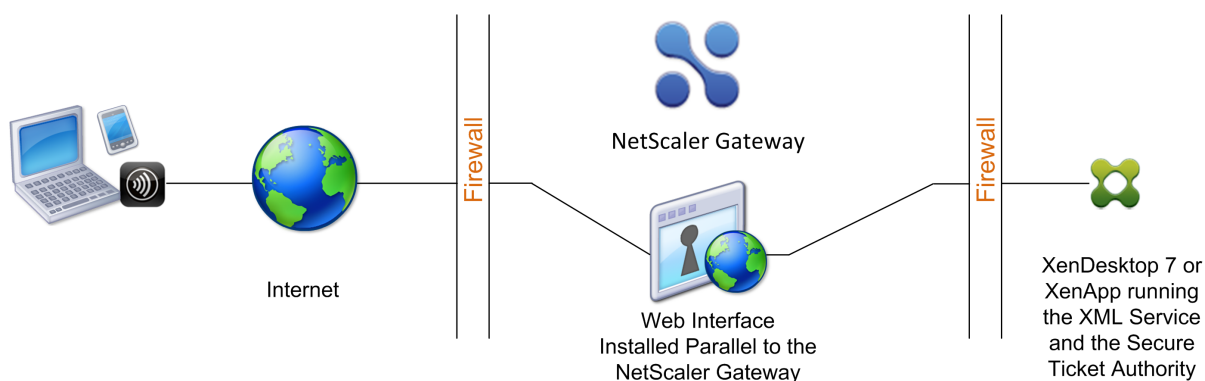 Firewall
NetScaler Gateway
Firewall
Internet
Web Interface
Installed Parallel to the
NetScaler Gateway
XenDesktop 7 or
XenApp running
the XML Service
and the Secure
Ticket Authority